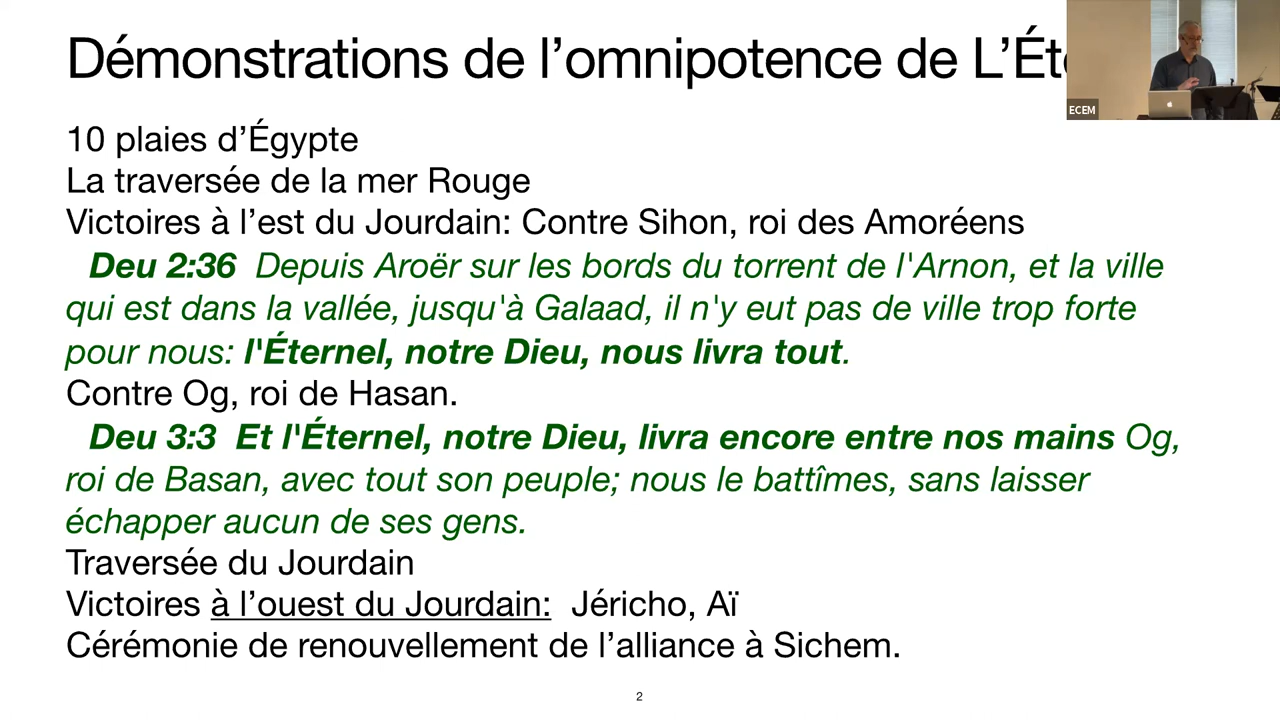 Démonstrations de l’omnipotence de L’Éte
ECEM
10 plaies d’Égypte
La traversée de la mer Rouge
Victoires à l’est du Jourdain: Contre Sihon, roi des Amoréens
Deu 2:36 Depuis Aroër sur les bords du torrent de l'Arnon, et la ville
qui est dans la vallée, jusqu'à Galaad, il n'y eut pas de ville trop forte
pour nous: l'Éternel, notre Dieu, nous livra tout.
Contre Og, roi de Hasan.
Deu 3:3 Et l'Éternel, notre Dieu, livra encore entre nos mains Og,
roi de Basan, avec tout son peuple; nous le battîmes, sans laisser
échapper aucun de ses gens.
Traversée du Jourdain
Victoires à l’ouest du Jourdain: Jéricho, Aï
Cérémonie de renouvellement de l’alliance à Sichem.
2